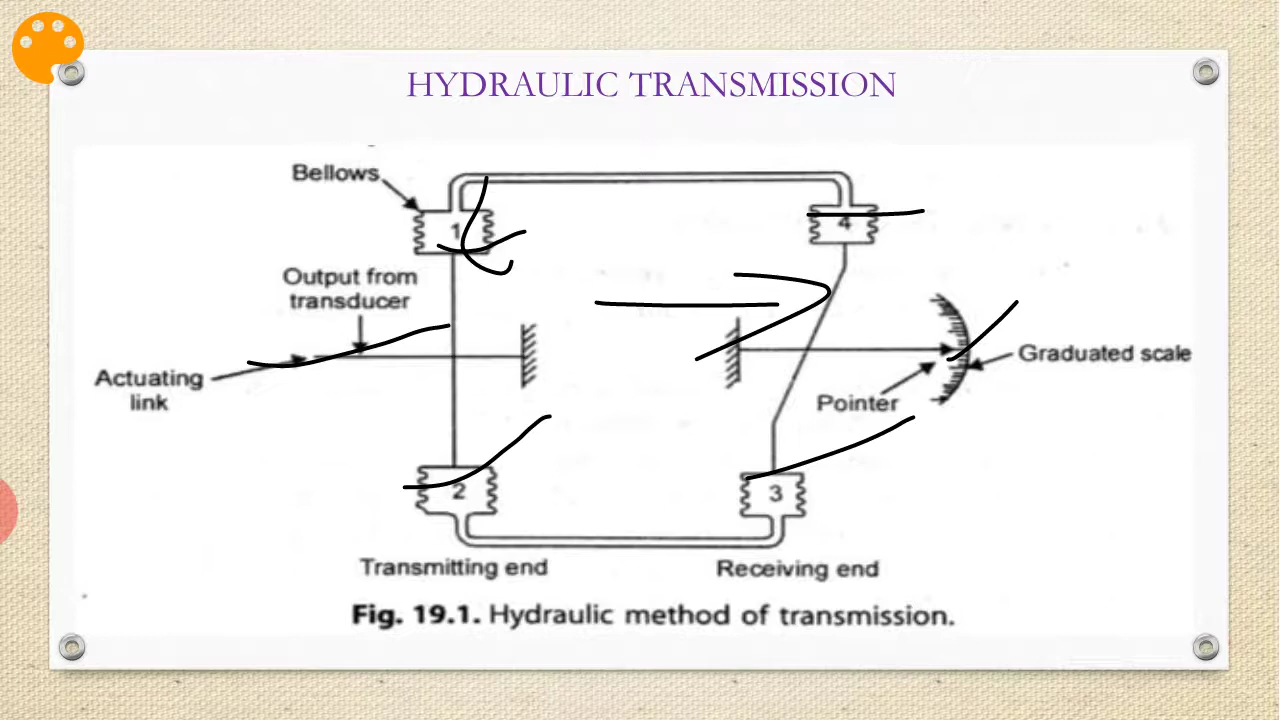 HYDRAULIC TRANSMISSION
Bellows
1
4
Output from
transducer
Actuating
link
Graduated scale
Pointer
2
3
Transmitting end
Receiving end
Fig. 19.1. Hydraulic method of transmission.